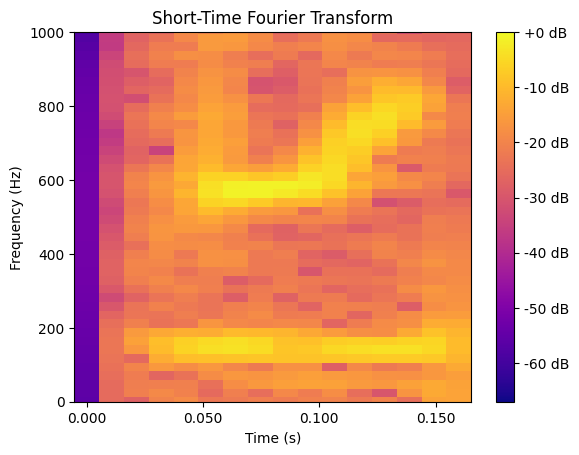 Short-Time Fourier Transform
1000
800
600
400
200
0
Frequency (Hz)
0.000
0.050
0.100
0.150
Time (s)
+0 dB
-10 dB
-20 dB
-30 dB
-40 dB
-50 dB
-60 dB